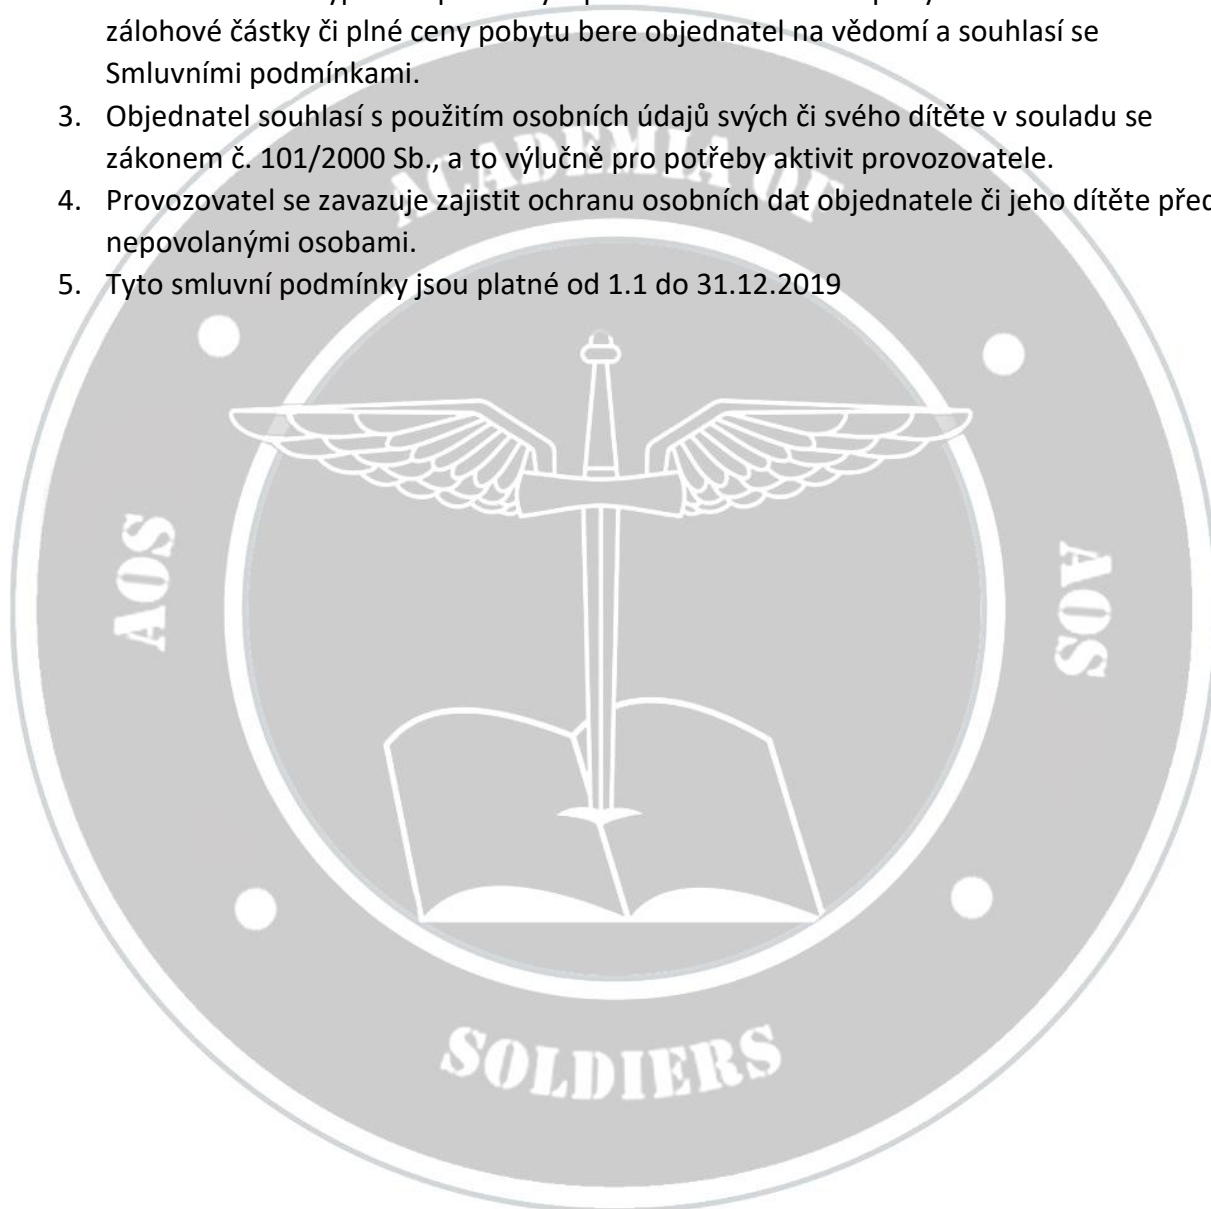 zálohové částky či plné ceny pobytu bere objednatel na vědomí a souhlasí se
Smluvními podmínkami.
3. Objednatel souhlasí s použitím osobních údajů svých či svého dítěte v souladu se
zákonem č. 101/2000 Sb., a to výlučně pro potřeby aktivit provozovatele.
4. Provozovatel se zavazuje zajistit ochranu osobních dat objednatele či jeho dítěte před
nepovolanými osobami.
5. Tyto smluvní podmínky jsou platné od 1.1 do 31.12.2019
ACADEMIA OF
AOS
AOS
SOLDIERS